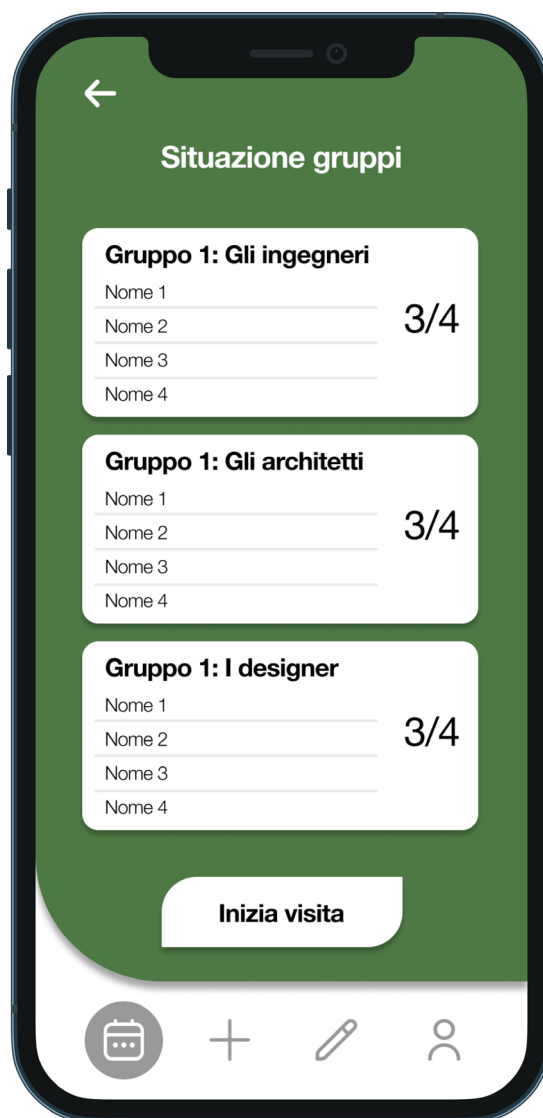 Situazione gruppi
Gruppo 1: Gli ingegneri
Nome 1
Nome 2
Nome 3
Nome 4
3/4
Gruppo 1: Gli architetti
Nome 1
Nome 2
Nome 3
Nome 4
3/4
Gruppo 1: I designer
Nome 1
Nome 2
Nome 3
Nome 4
3/4
Inizia visita